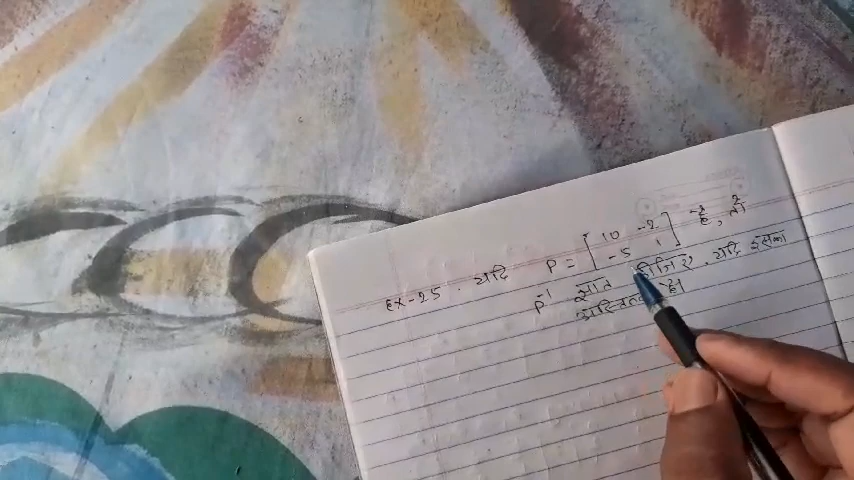 Ex-25. यदि P = [ 10 -2
-5 1 ] है, तो
P⁻¹ ज्ञात कीजिए. यदि इसका
अस्तित्व है।